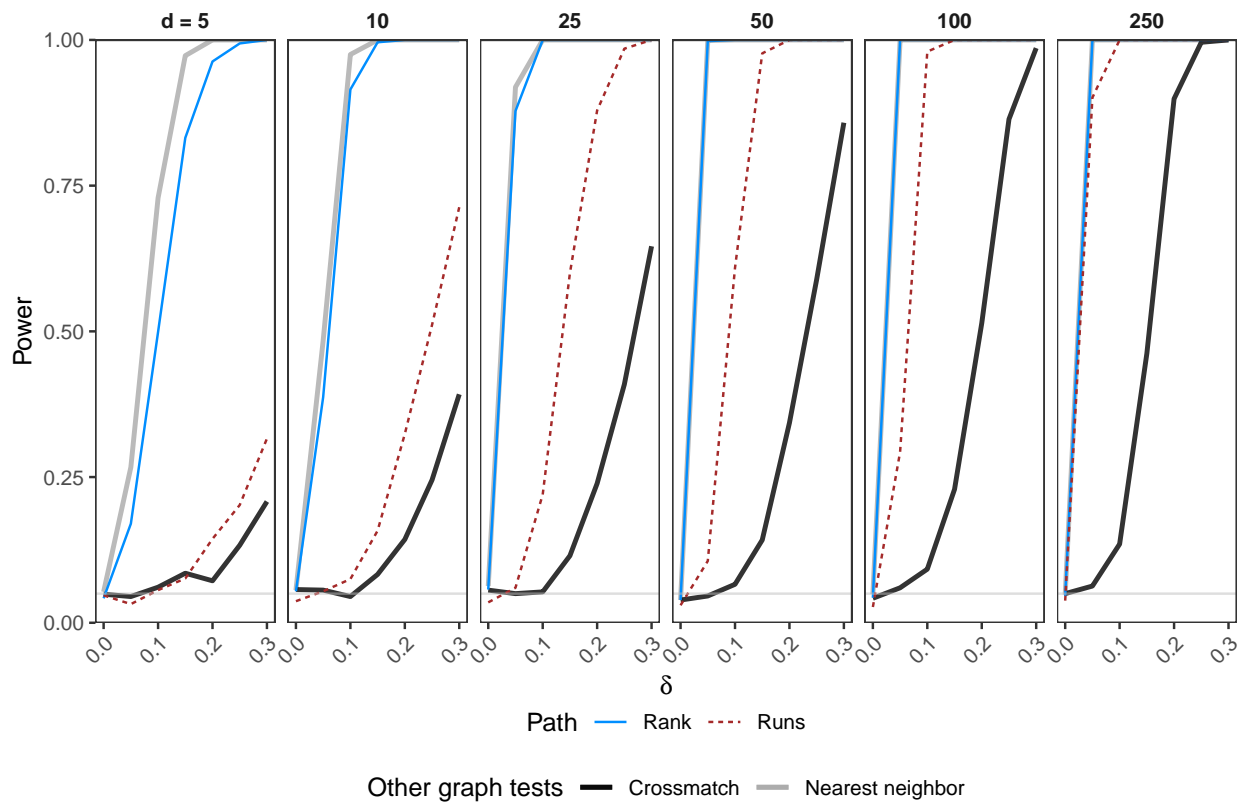 d = 5 10 25 50 100 250
1.00
0.75
0.50
0.25
0.00
Power
0.0 0.1 0.2 0.3 0.0 0.1 0.2 0.3 0.0 0.1 0.2 0.3 0.0 0.1 0.2 0.3 0.0 0.1 0.2 0.3 0.0 0.1 0.2 0.3
δ
Path Rank Runs
Other graph tests Crossmatch Nearest neighbor